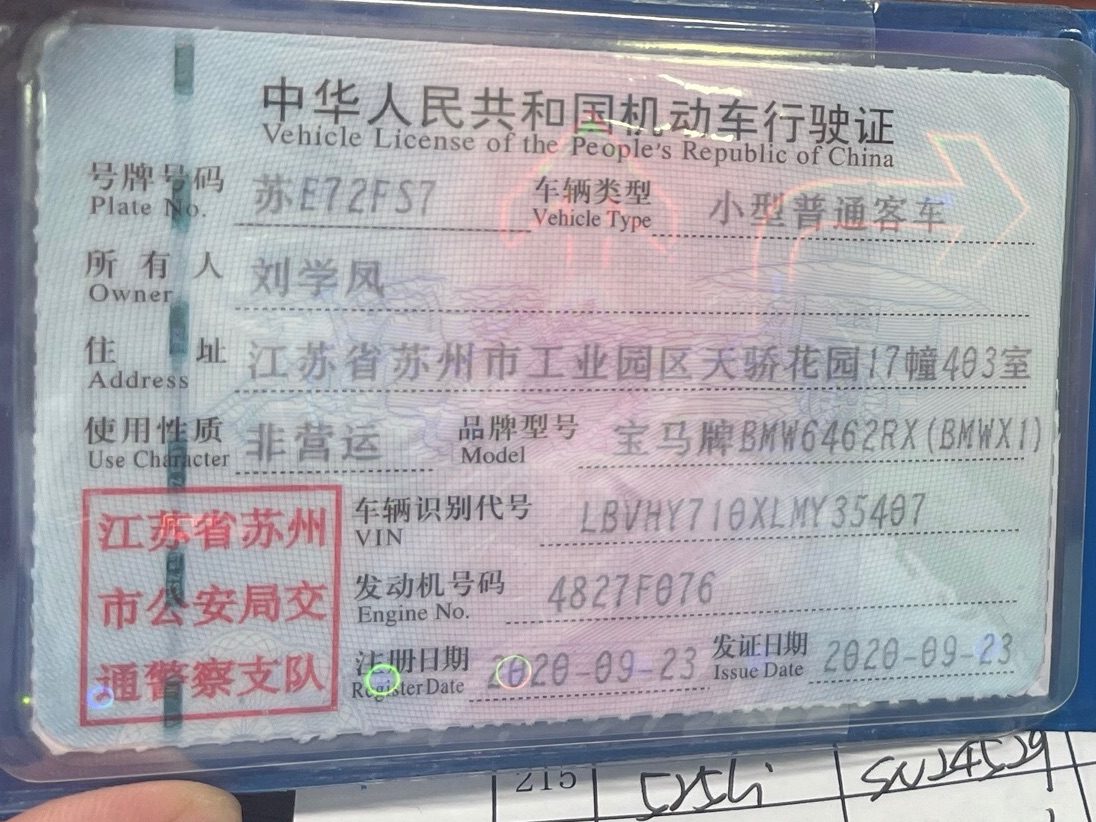 中华人民共和国机动车行驶证
Vehicle License of the People's Republic of China
号牌号码 苏E72FS7 车辆类型 小型普通客车
Plate No. Vehicle Type
所有人 刘学凤
Owner
住址 江苏省苏州市工业园区天骄花园17幢403室
Address
使用性质 非营运 品牌型号 宝马牌BMW6462RX(BMWX1)
Use Character Model
江苏省苏州
市公安局交
通警察支队
车辆识别代号 LBVHY710XLMY35407
VIN
发动机号码 4827F076
Engine No.
注册日期 2020-09-23 发证日期 2020-09-23
Register Date Issue Date
215 SN24529